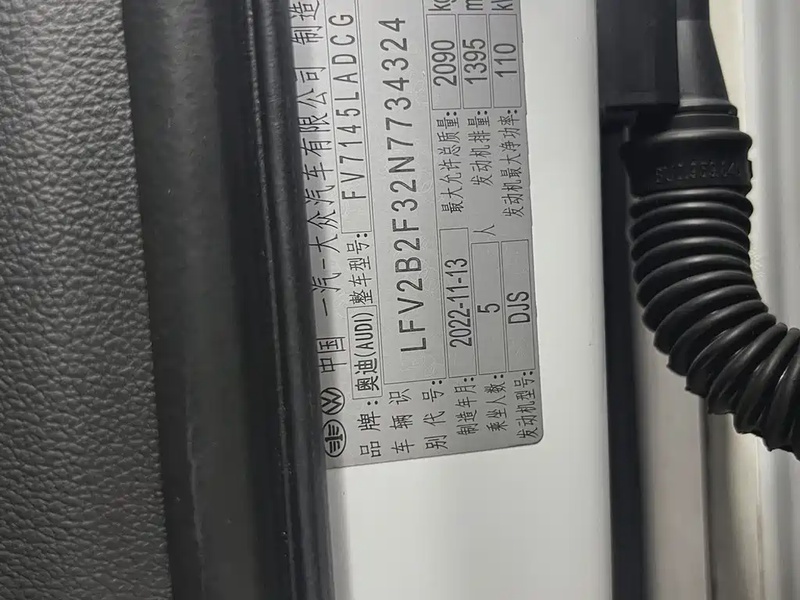 中国 一汽-大众汽车有限公司 制造
品牌: 奥迪(AUDI) 整车型号: FV7145LADCG
车辆识别代号: LFV2B2F32N7734324
制造年月: 2022-11-13 最大允许总质量: 2090 kg
乘坐人数: 5 人 发动机排量: 1395 m
发动机型号: DJS 发动机最大净功率: 110 k